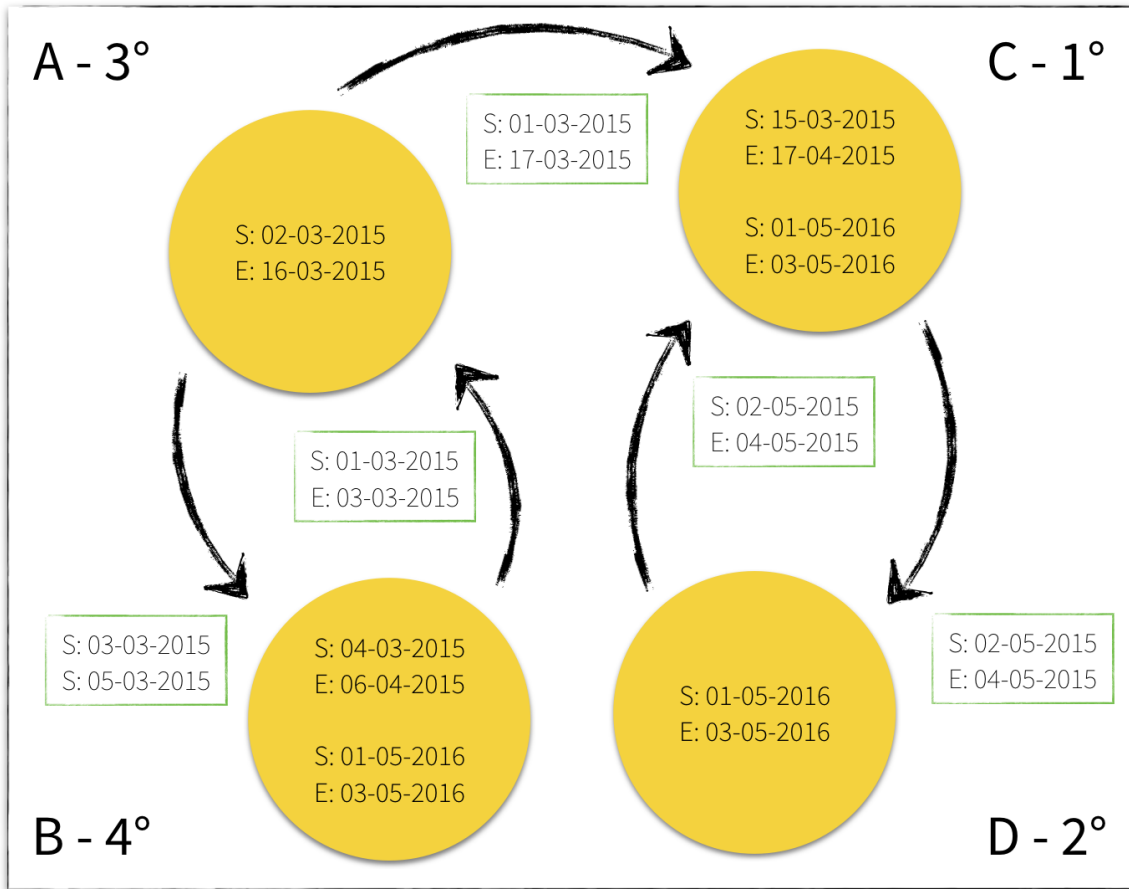 A - 3°
C - 1°
S: 01-03-2015
E: 17-03-2015
S: 15-03-2015
E: 17-04-2015
S: 01-05-2016
E: 03-05-2016
S: 02-03-2015
E: 16-03-2015
S: 02-05-2015
E: 04-05-2015
S: 01-03-2015
E: 03-03-2015
S: 03-03-2015
S: 05-03-2015
S: 04-03-2015
E: 06-04-2015
S: 01-05-2016
E: 03-05-2016
S: 01-05-2016
E: 03-05-2016
S: 02-05-2015
E: 04-05-2015
B - 4°
D - 2°